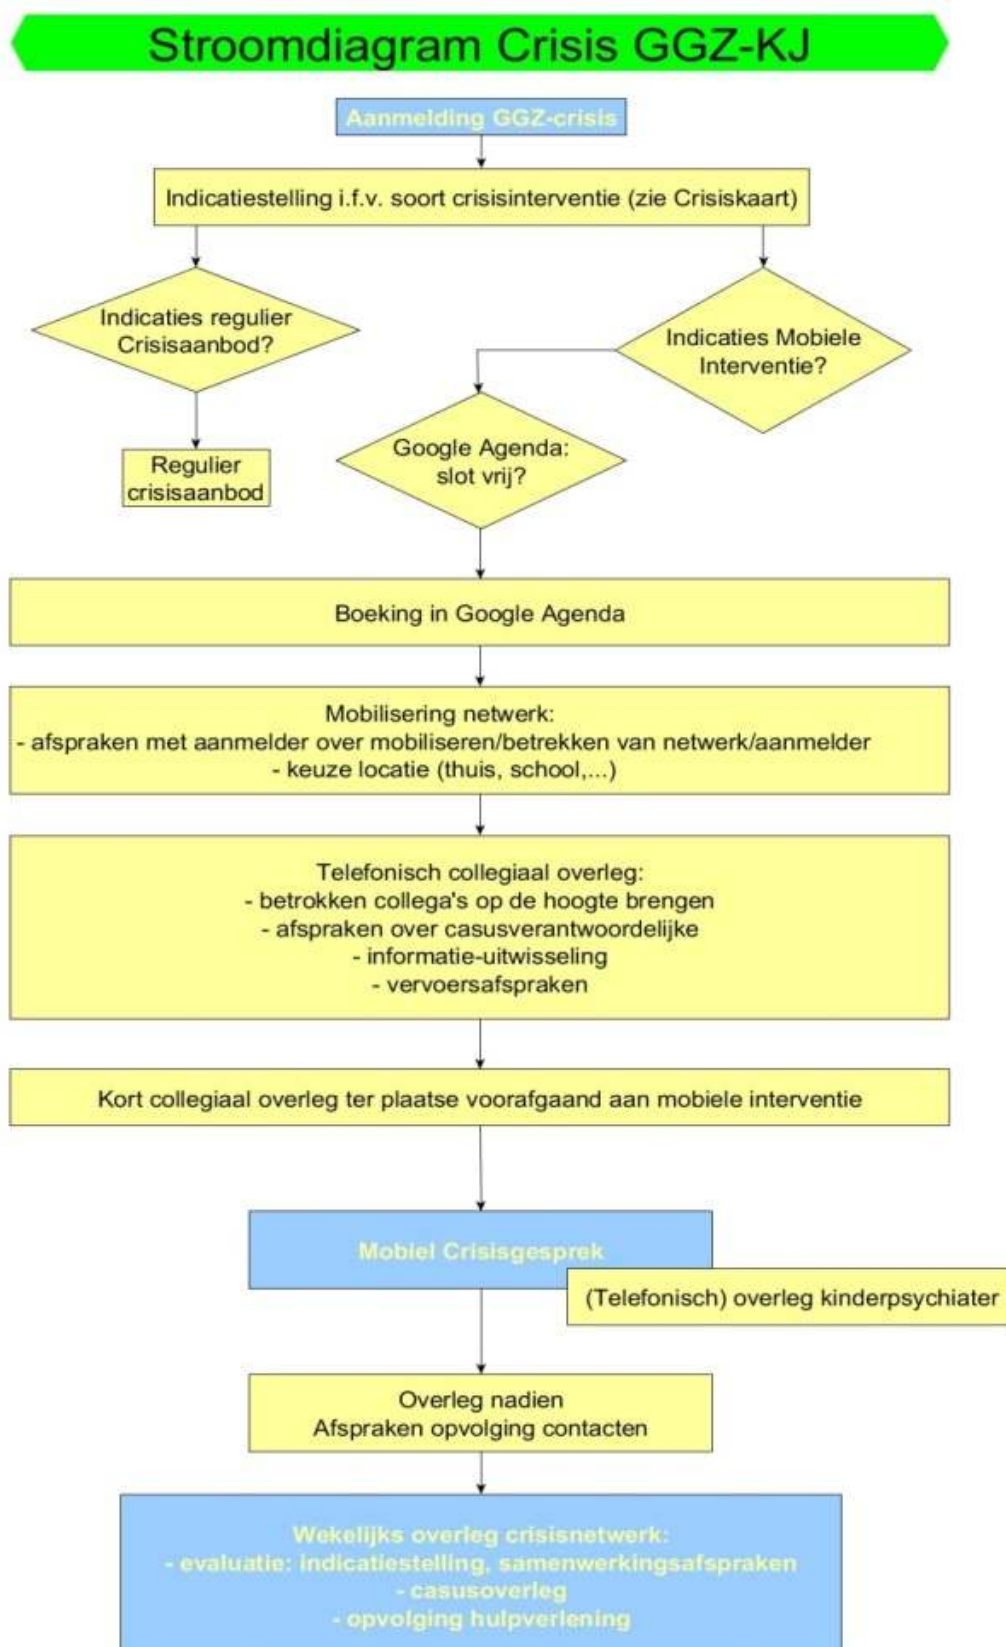 Stroomdiagram Crisis GGZ-KJ
Aanmelding GGZ-crisis
Indicatiestelling i.f.v. soort crisisinterventie (zie Crisiskaart)
Indicaties regulier
Crisisaanbod?
Indicaties Mobiele
Interventie?
Regulier
crisisaanbod
Google Agenda:
slot vrij?
Boeking in Google Agenda
Mobilisering netwerk:
- afspraken met aanmelder over mobiliseren/betrekken van netwerk/aanmelder
- keuze locatie (thuis, school,...)
Telefonisch collegiaal overleg:
- betrokken collega's op de hoogte brengen
- afspraken over casusverantwoordelijke
- informatie-uitwisseling
- vervoersafspraken
Kort collegiaal overleg ter plaatse voorafgaand aan mobiele interventie
Mobiel Crisisgesprek
(Telefonisch) overleg kinderpsychiater
Overleg nadien
Afspraken opvolging contacten
Wekelijks overleg crisisnetwerk:
- evaluatie: indicatiestelling, samenwerkingsafspraken
- casusoverleg
- opvolging hulpverlening